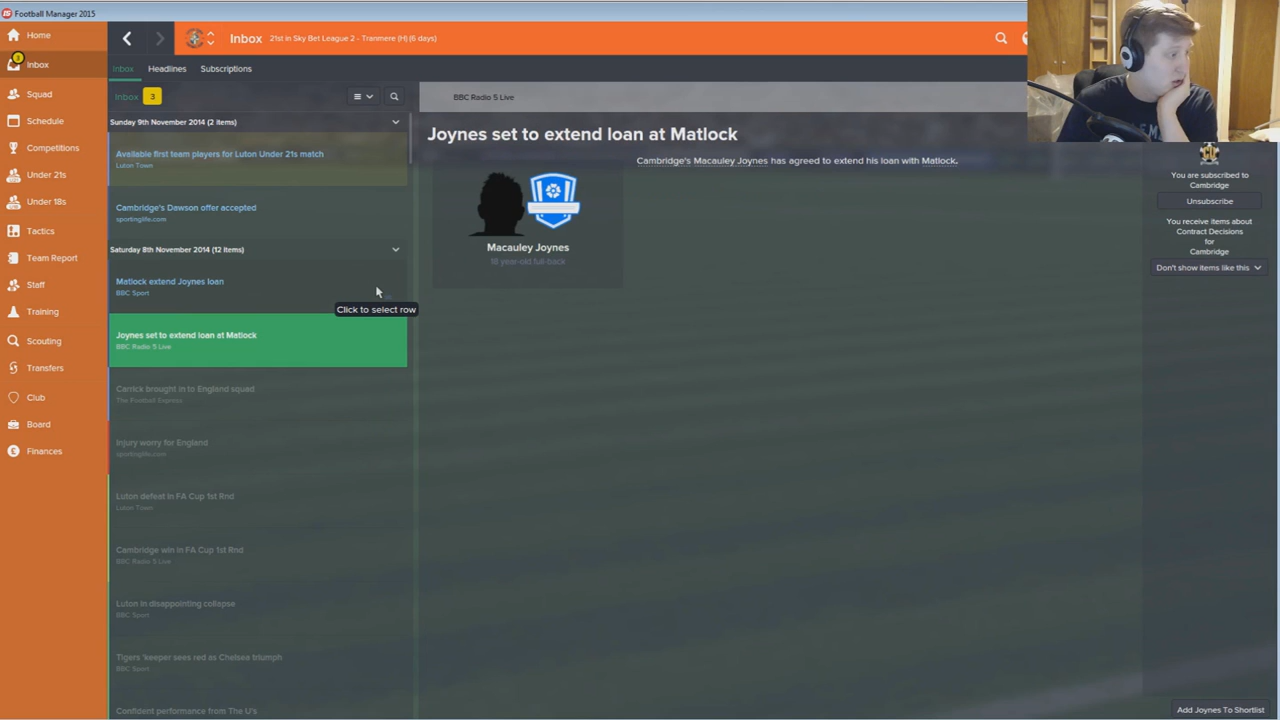 Football Manager 2015
Home
3
Inbox
Squad
Schedule
Competitions
Under 21s
Under 18s
Tactics
Team Report
Staff
Training
Scouting
Transfers
Club
Board
Finances
Inbox
21st in Sky Bet League 2 - Tranmere (H) (6 days)
Inbox
Headlines
Subscriptions
Inbox
3
Sunday 9th November 2014 (2 items)
Available first team players for Luton Under 21s match
Luton Town
Cambridge's Dawson offer accepted
sportinglife.com
Saturday 8th November 2014 (12 items)
Matlock extend Joynes loan
BBC Sport
Click to select row
Joynes set to extend loan at Matlock
BBC Radio 5 Live
Carrick brought in to England squad
The Football Express
Injury worry for England
sportinglife.com
Luton defeat in FA Cup 1st Rnd
Luton Town
Cambridge win in FA Cup 1st Rnd
BBC Radio 5 Live
Luton in disappointing collapse
BBC Sport
Tigers 'keeper sees red as Chelsea triumph
BBC Sport
Confident performance from The U's
BBC Radio 5 Live
Joynes set to extend loan at Matlock
Cambridge's Macauley Joynes has agreed to extend his loan with Matlock.
Macauley Joynes
18 year-old full-back
You are subscribed to
Cambridge
Unsubscribe
You receive items about
Contract Decisions
for
Cambridge
Don't show items like this
Add Joynes To Shortlist